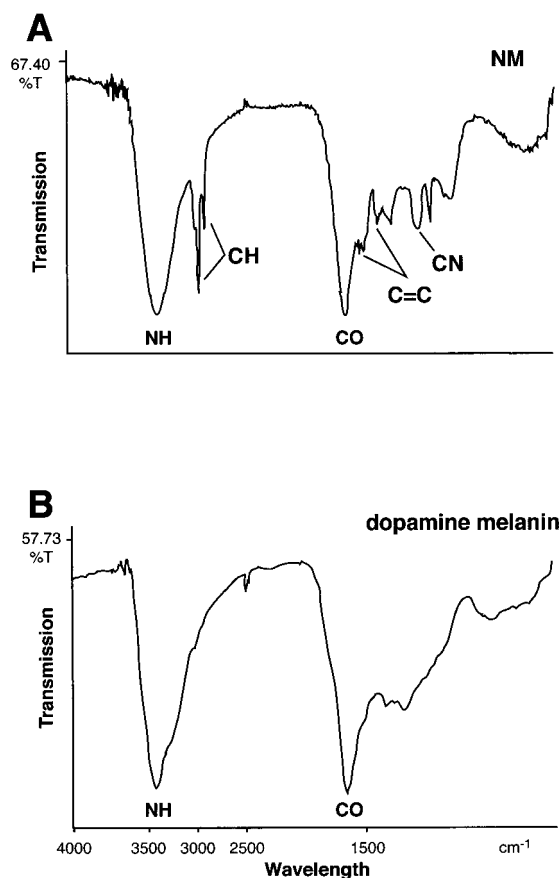 A
67.40
%T
NM
Transmission
CH
CN
C=C
NH
CO
B
57.73
%T
dopamine melanin
Transmission
NH
CO
4000 3500 3000 2500 1500 cm⁻¹
Wavelength